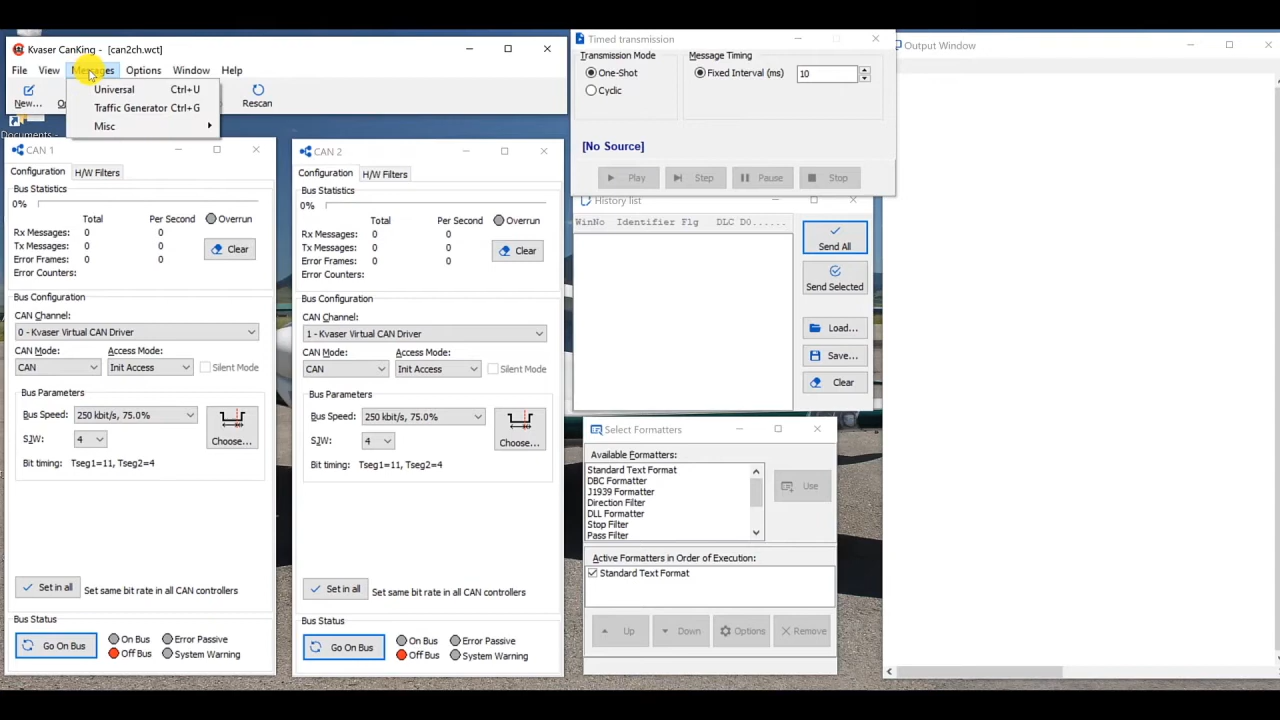 Kvaser CanKing - [can2ch.wct]
File View Messages Options Window Help
New...
Rescan
Universal Ctrl+U
Traffic Generator Ctrl+G
Misc
Documents -
CAN 1
Configuration H/W Filters
Bus Statistics
0%
Total Per Second Overrun
Rx Messages: 0 0
Tx Messages: 0 0
Error Frames: 0 0
Error Counters:
Clear
Bus Configuration
CAN Channel:
0 - Kvaser Virtual CAN Driver
CAN Mode: Access Mode:
CAN Init Access Silent Mode
Bus Parameters
Bus Speed: 250 kbit/s, 75.0%
SJW: 4
Choose...
Bit timing: Tseg1=11, Tseg2=4
Set in all Set same bit rate in all CAN controllers
Bus Status
Go On Bus
On Bus Error Passive
Off Bus System Warning
CAN 2
Configuration H/W Filters
Bus Statistics
0%
Total Per Second Overrun
Rx Messages: 0 0
Tx Messages: 0 0
Error Frames: 0 0
Error Counters:
Clear
Bus Configuration
CAN Channel:
1 - Kvaser Virtual CAN Driver
CAN Mode: Access Mode:
CAN Init Access Silent Mode
Bus Parameters
Bus Speed: 250 kbit/s, 75.0%
SJW: 4
Choose...
Bit timing: Tseg1=11, Tseg2=4
Set in all Set same bit rate in all CAN controllers
Bus Status
Go On Bus
On Bus Error Passive
Off Bus System Warning
Timed transmission
Transmission Mode Message Timing
One-Shot Fixed Interval (ms) 10
Cyclic
[No Source]
Play Step Pause Stop
History list
WinNo Identifier Flg DLC D0......
Send All
Send Selected
Load...
Save...
Clear
Select Formatters
Available Formatters:
Standard Text Format
DBC Formatter
J1939 Formatter
Direction Filter
DLL Formatter
Stop Filter
Pass Filter
Use
Active Formatters in Order of Execution:
Standard Text Format
Up Down Options Remove
Output Window